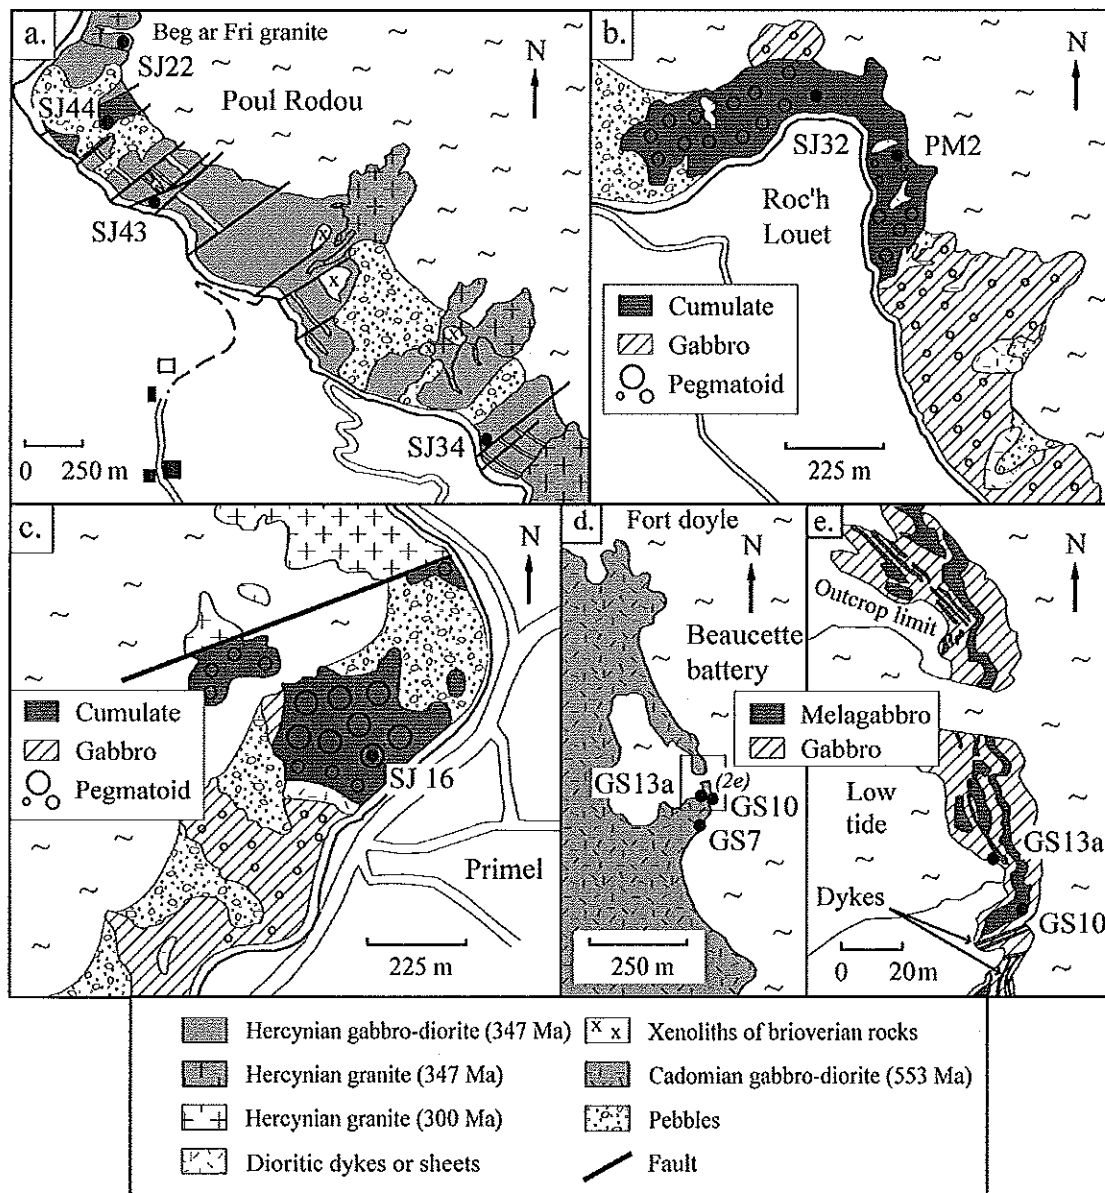 a.
Beg ar Fri granite
SJ22
N
SJ44
Poul Rodou
SJ43
SJ34
0 250 m
b.
N
SJ32
PM2
Roc'h
Louet
Cumulate
Gabbro
Pegmatoid
225 m
c.
N
Cumulate
Gabbro
Pegmatoid
SJ 16
Primel
225 m
d.
Fort doyle
N
Beaucette
battery
GS13a
(2e)
GS10
GS7
250 m
e.
N
Outcrop limit
Melagabbro
Gabbro
Low
tide
GS13a
Dykes
GS10
0 20m
Hercynian gabbro-diorite (347 Ma)
Hercynian granite (347 Ma)
Hercynian granite (300 Ma)
Dioritic dykes or sheets
x x Xenoliths of brioverian rocks
Cadomian gabbro-diorite (553 Ma)
Pebbles
Fault